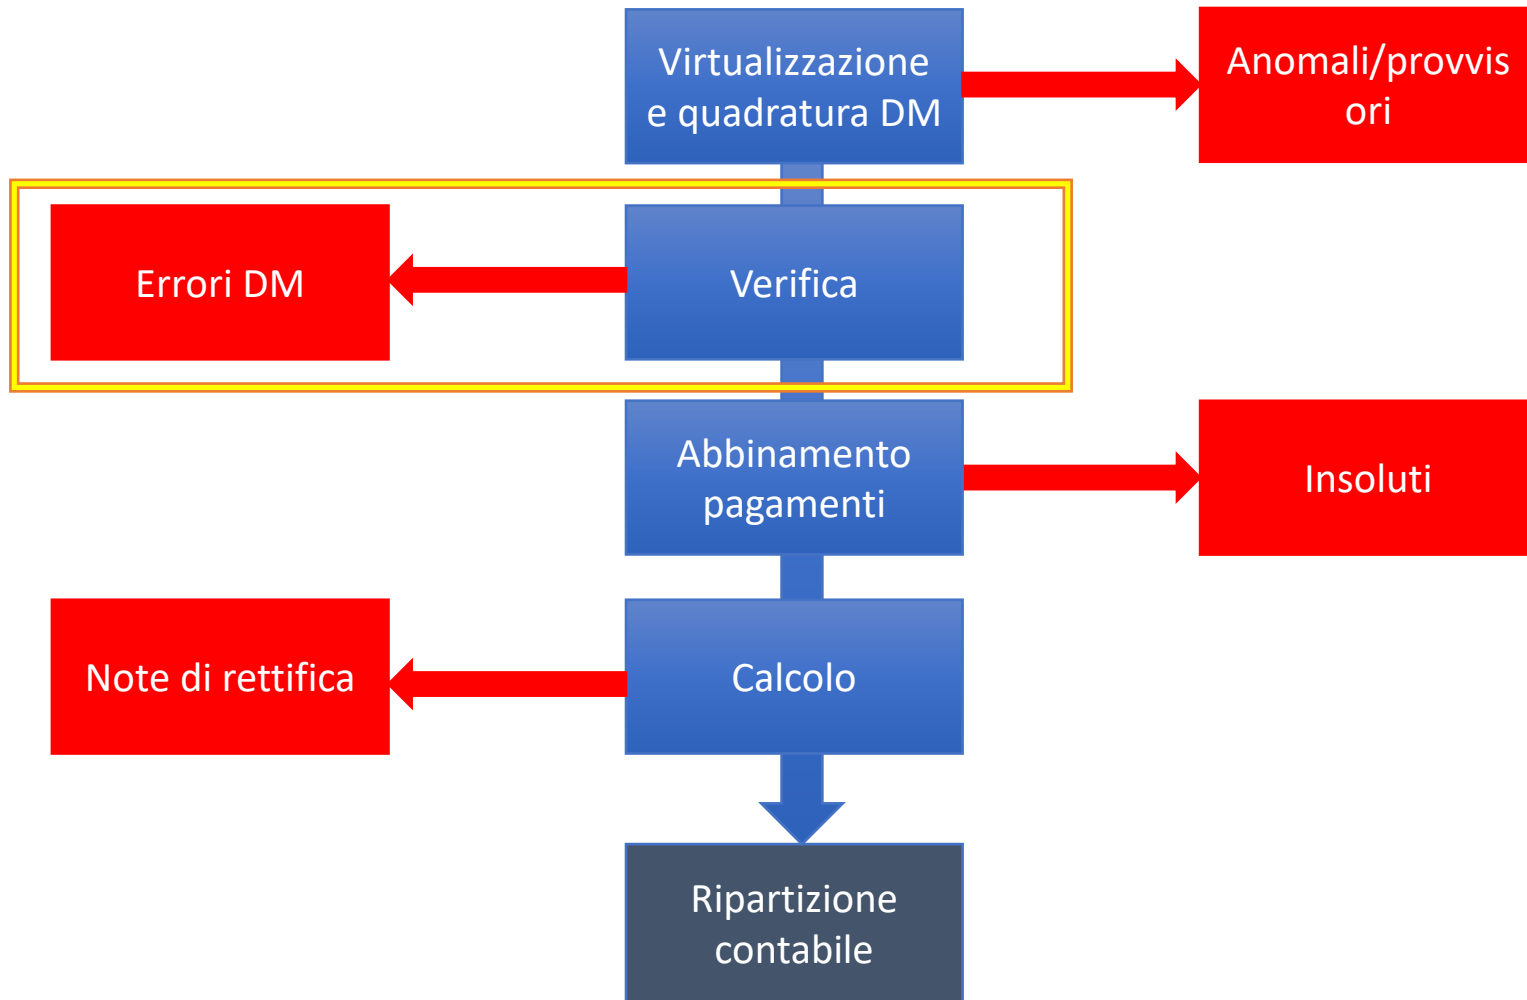 Virtualizzazione
e quadratura DM
Anomali/provvis
ori
Errori DM
Verifica
Abbinamento
pagamenti
Insoluti
Note di rettifica
Calcolo
Ripartizione
contabile